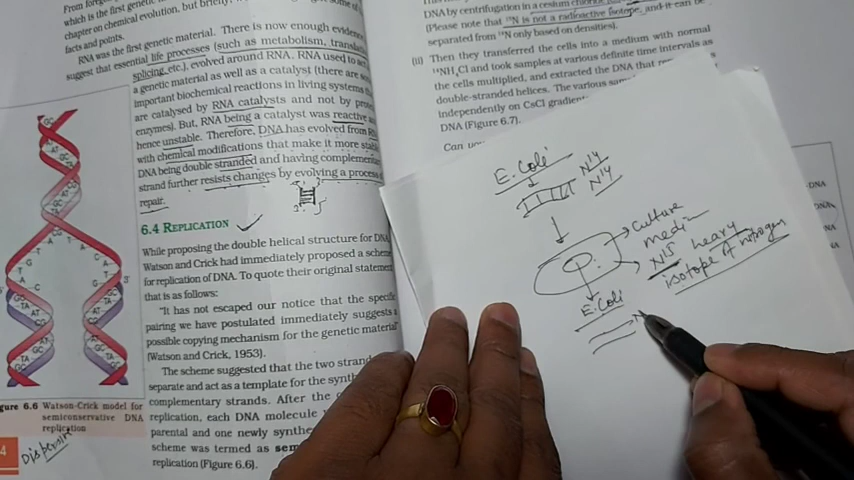 From foreign
which is the first genetic
chapter on chemical evolution, but briefly,
facts and points.
RNA was the first genetic material. There is now enough evidence
suggest that essential life processes (such as metabolism, translation
splicing, etc.), evolved around RNA. RNA used to
a genetic material as well as a catalyst (there are some
important biochemical reactions in living systems
are catalysed by RNA catalysts and not by
enzymes). But, RNA being a catalyst was reactive
hence unstable. Therefore, DNA has evolved from
with chemical modifications that make it more stable
DNA being double stranded and having complementary
strand further resists changes by evolving a process
repair.
6.4 REPLICATION
While proposing the double helical structure for DNA,
Watson and Crick had immediately proposed a scheme
for replication of DNA. To quote their original statement
that is as follows:
"It has not escaped our notice that the specific
pairing we have postulated immediately suggests a
possible copying mechanism for the genetic material"
(Watson and Crick, 1953).
The scheme suggested that the two strands
separate and act as a template for the
complementary strands. After the
replication, each DNA molecule
parental and one newly
scheme was termed as
replication (Figure 6.6).
Figure 6.6 Watson-Crick model for
semiconservative DNA
replication
Dispersive
4
DNA by centrifugation in a cesium
(Please note that 15N is not a radioactive isotope, and it can be
separated from 14N only based on densities).
(ii) Then they transferred the cells into a medium with normal
14NH4Cl and took samples at various definite time intervals as
the cells multiplied, and extracted the DNA that
double-stranded helices. The various
independently on CsCl
DNA (Figure 6.7).
Can you
E. Coli
N14
N14
Culture
medium
N15 heavy
isotope of nitrogen
E. Coli
N
-DNA
DNA
-DNA